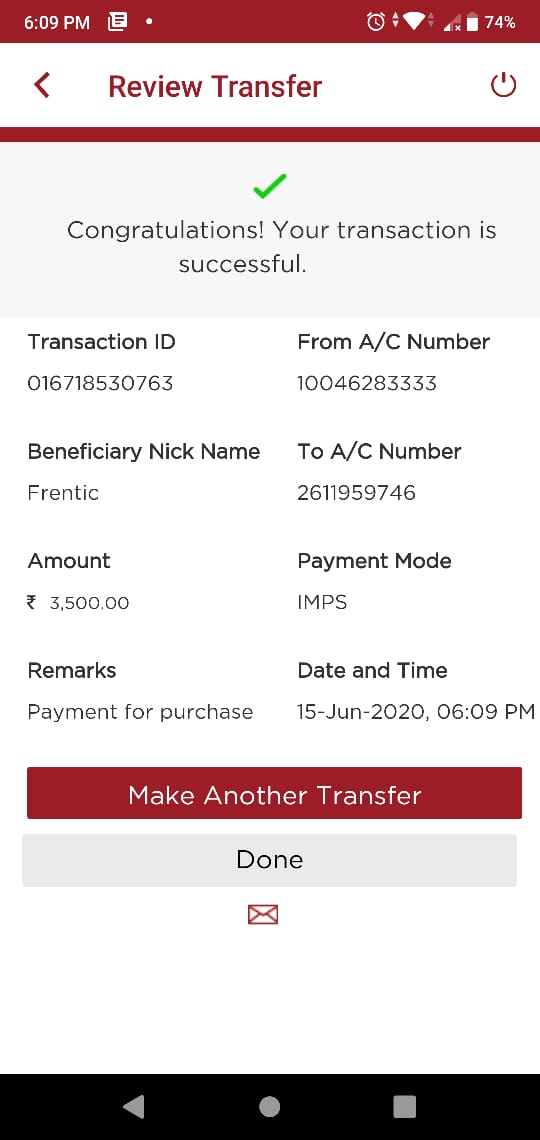 6:09 PM 74%
Review Transfer
Congratulations! Your transaction is
successful.
Transaction ID From A/C Number
016718530763 10046283333
Beneficiary Nick Name To A/C Number
Frentic 2611959746
Amount Payment Mode
₹ 3,500.00 IMPS
Remarks Date and Time
Payment for purchase 15-Jun-2020, 06:09 PM
Make Another Transfer
Done